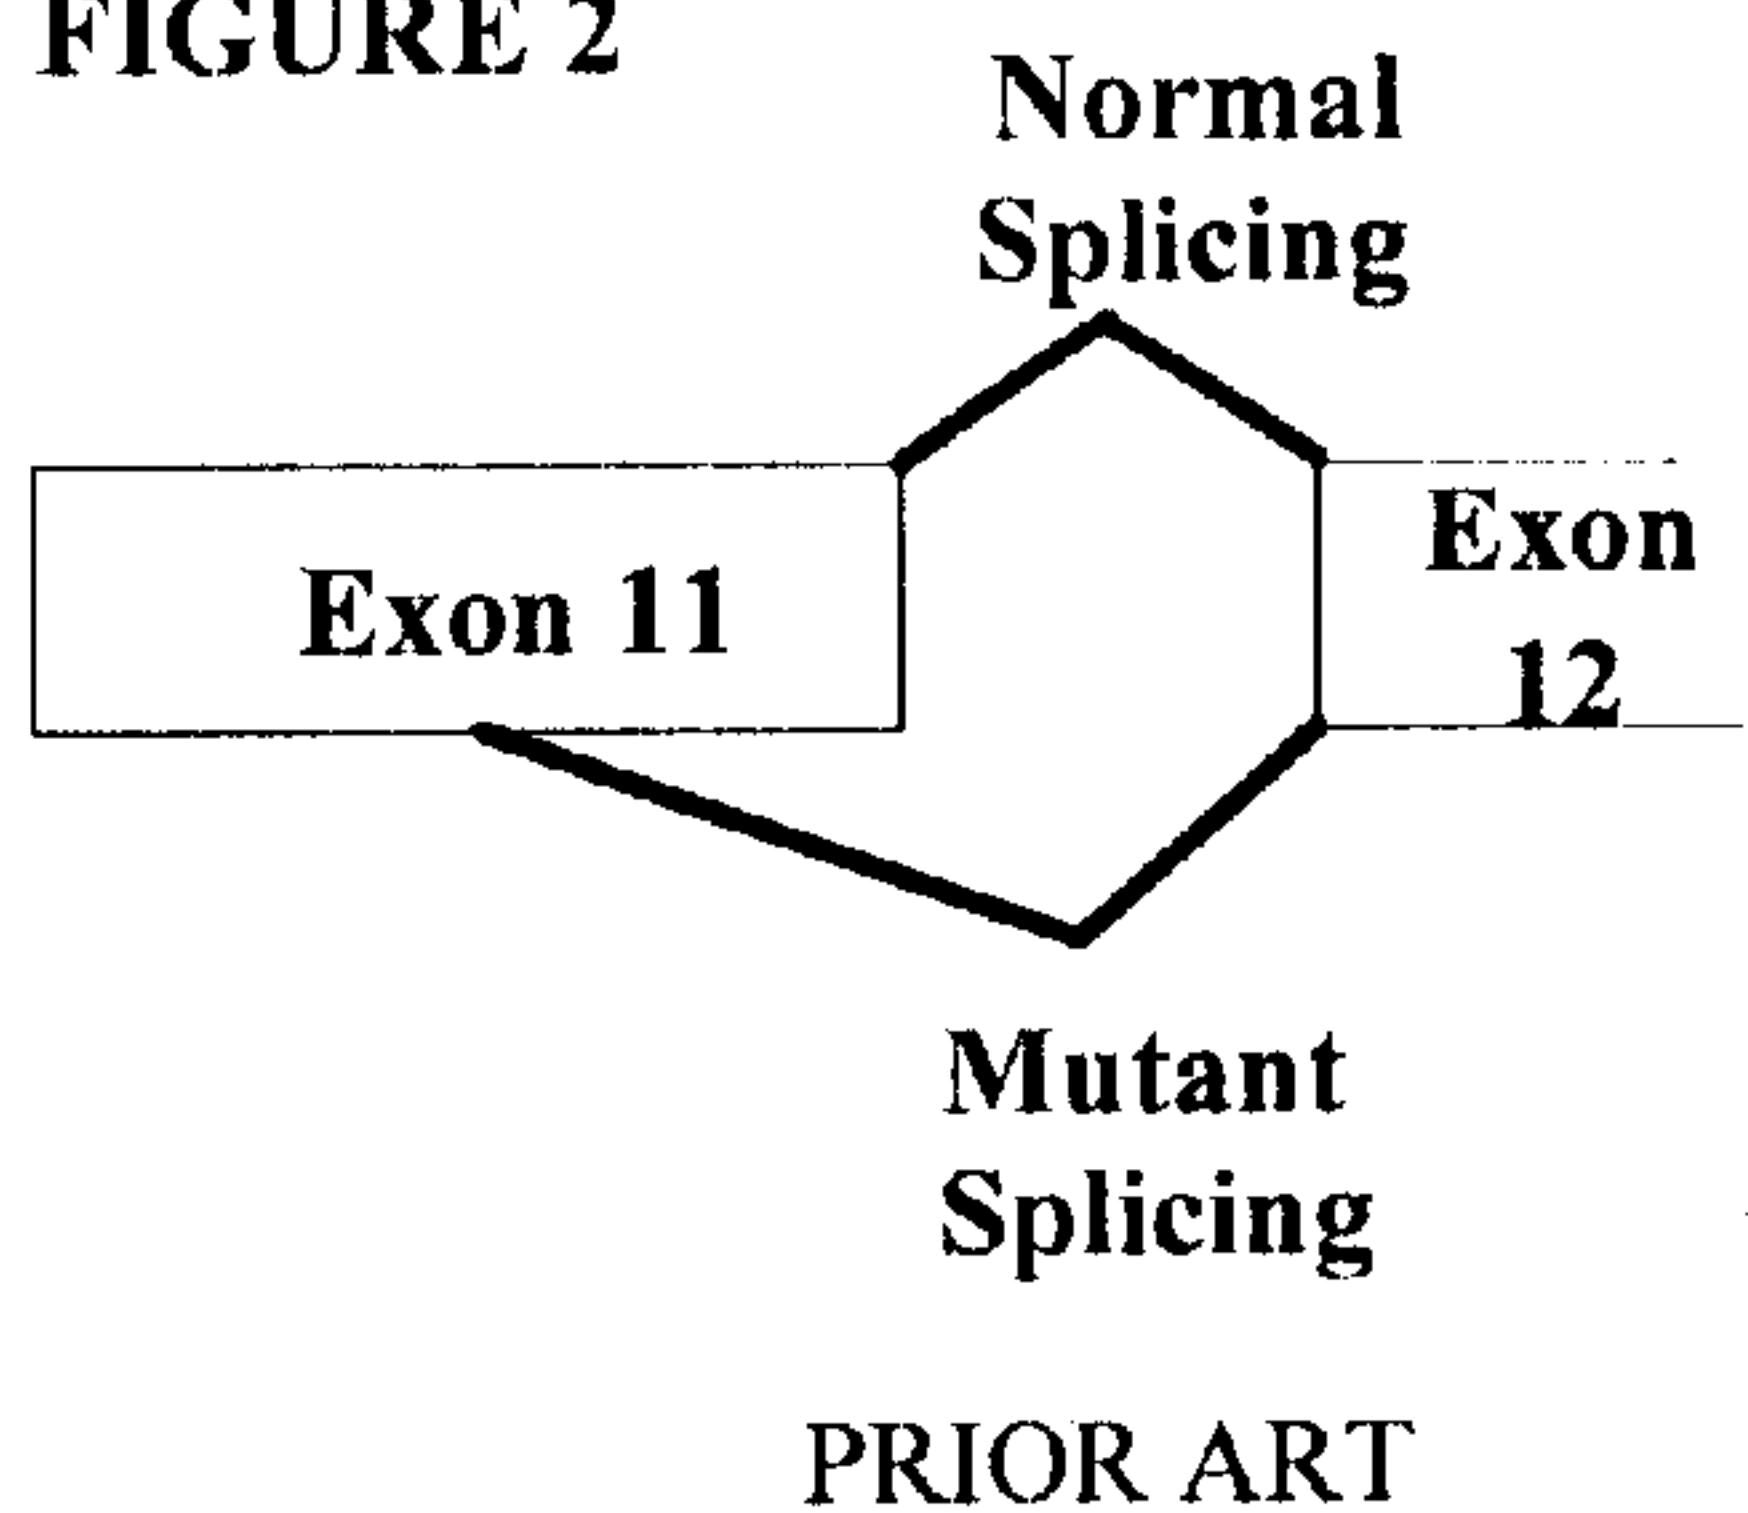 FIGURE 2
Normal
Splicing
Exon 11
Exon
12
Mutant
Splicing
PRIOR ART